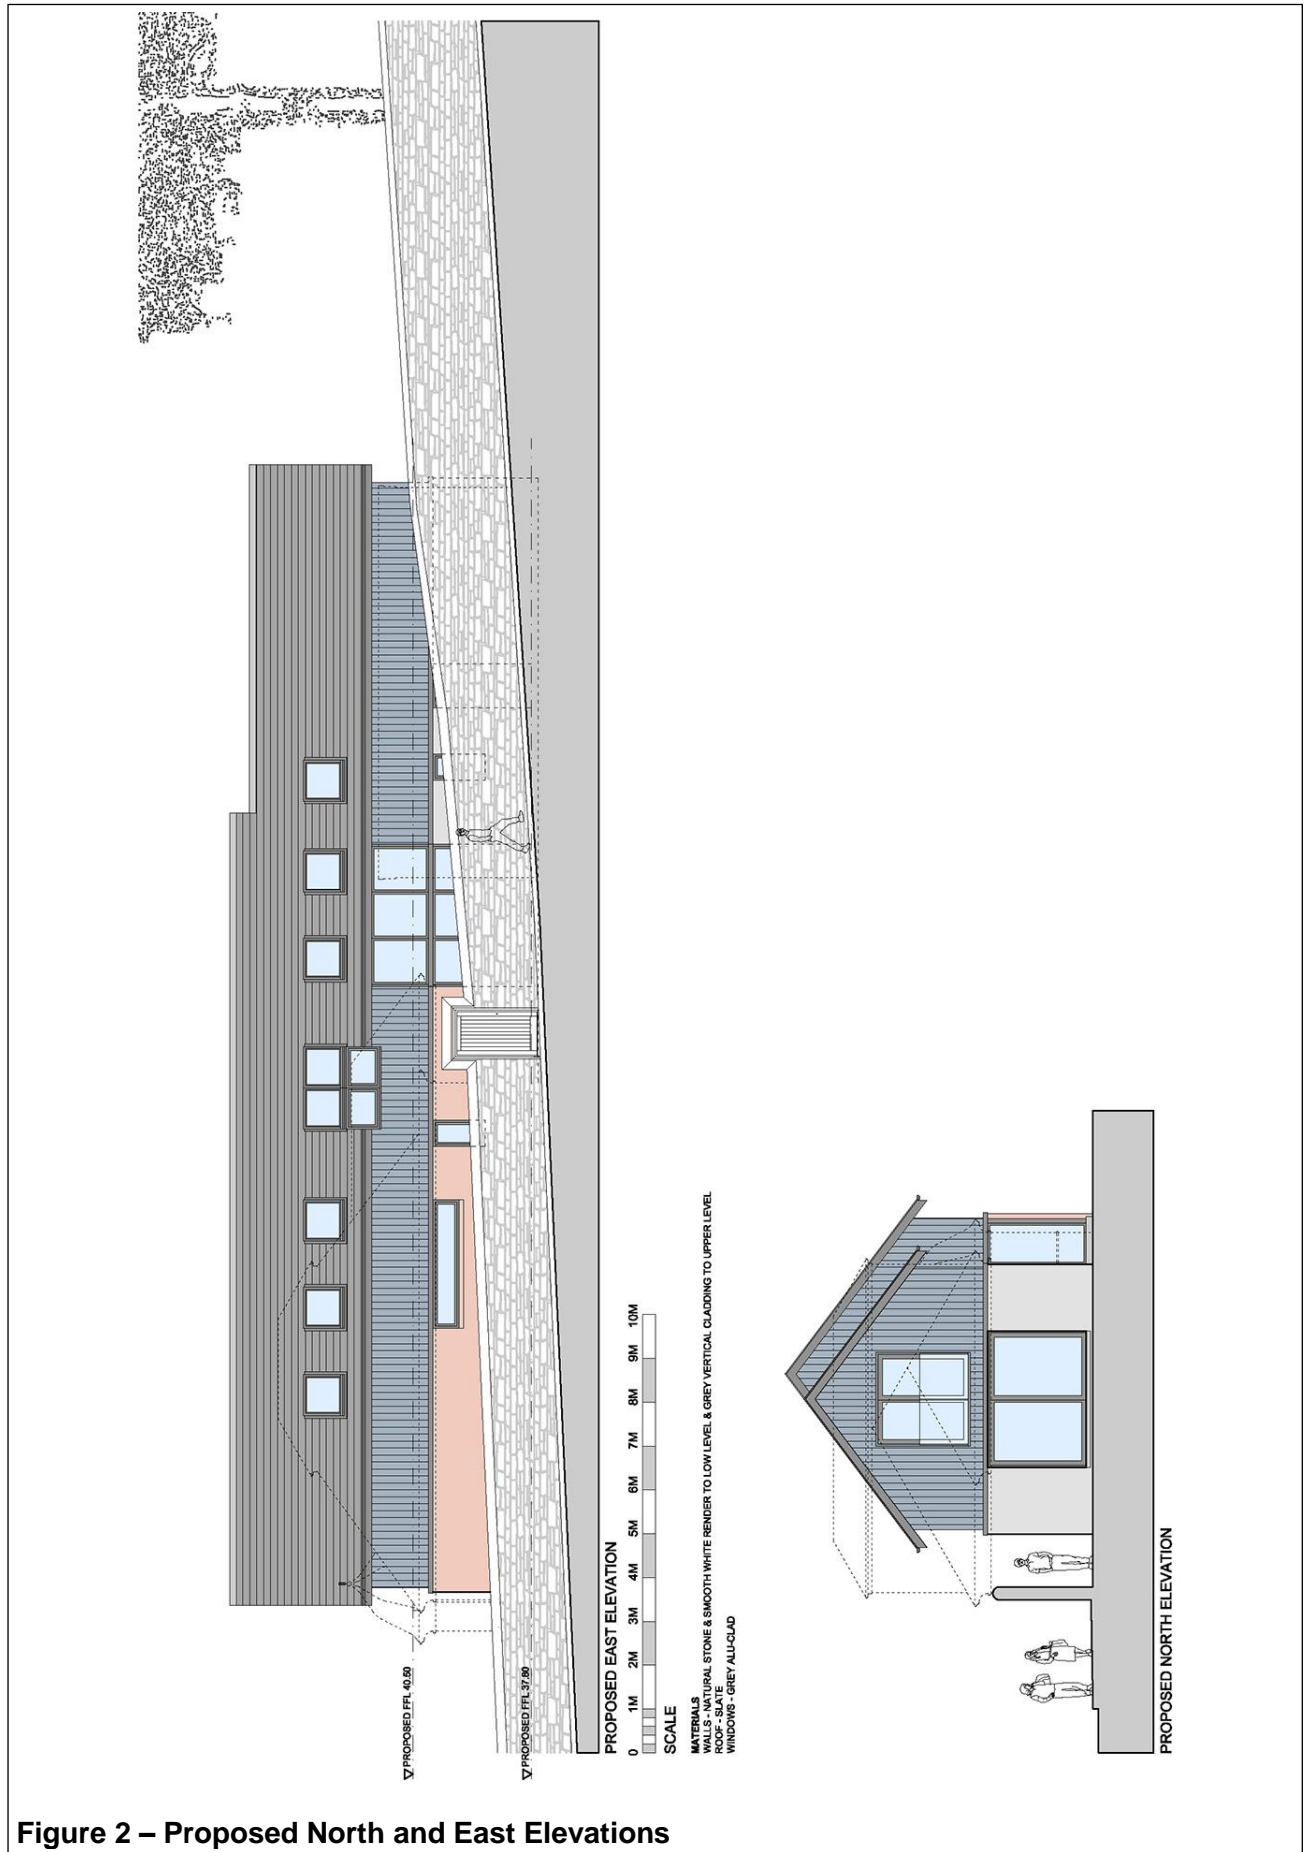 ▽ PROPOSED FFL 40.50
▽ PROPOSED FFL 37.80
PROPOSED EAST ELEVATION
0 1M 2M 3M 4M 5M 6M 7M 8M 9M 10M
SCALE
MATERIALS
WALLS - NATURAL STONE & SMOOTH WHITE RENDER TO LOW LEVEL & GREY VERTICAL CLADDING TO UPPER LEVEL
ROOF - SLATE
WINDOWS - GREY ALU-CLAD
PROPOSED NORTH ELEVATION
Figure 2 – Proposed North and East Elevations